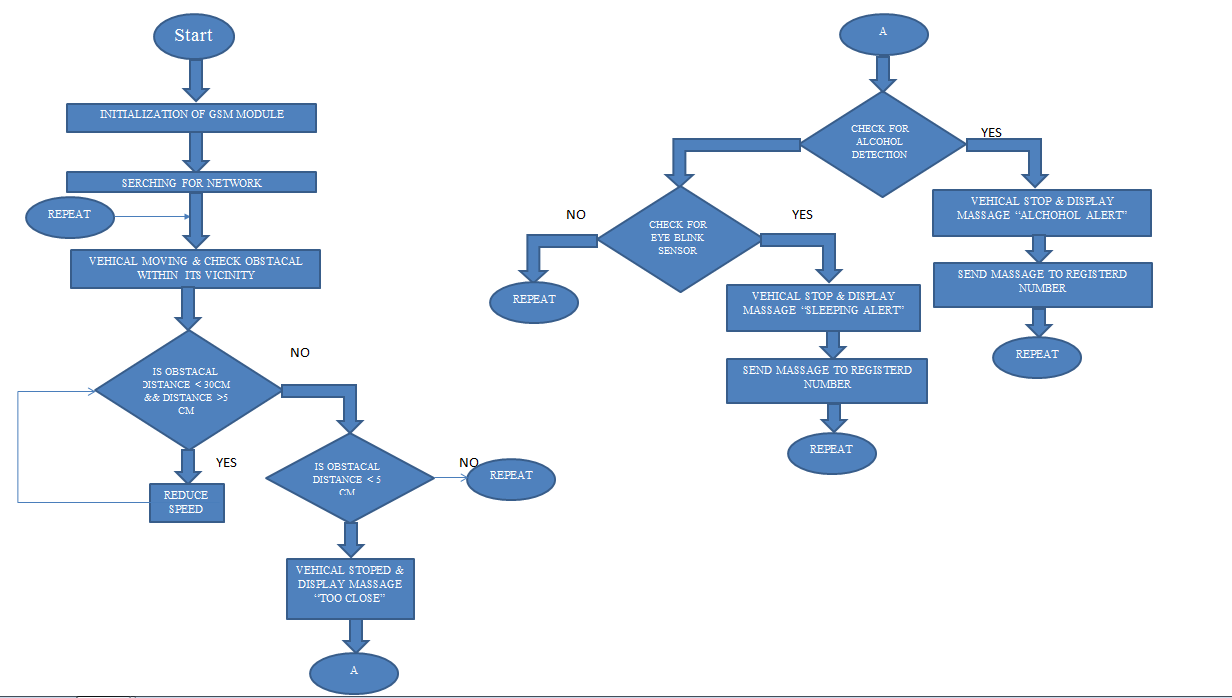 Start
INITIALIZATION OF GSM MODULE
SERCHING FOR NETWORK
REPEAT
VEHICAL MOVING & CHECK OBSTACAL
WITHIN ITS VICINITY
IS OBSTACAL
DISTANCE < 30CM
&& DISTANCE >5
CM
NO
YES
REDUCE
SPEED
IS OBSTACAL
DISTANCE < 5
CM
NO
REPEAT
VEHICAL STOPED &
DISPLAY MASSAGE
“TOO CLOSE”
A
A
CHECK FOR
ALCOHOL
DETECTION
YES
VEHICAL STOP & DISPLAY
MASSAGE “ALCHOHOL ALERT”
SEND MASSAGE TO REGISTERD
NUMBER
REPEAT
CHECK FOR
EYE BLINK
SENSOR
NO
REPEAT
YES
VEHICAL STOP & DISPLAY
MASSAGE “SLEEPING ALERT”
SEND MASSAGE TO REGISTERD
NUMBER
REPEAT